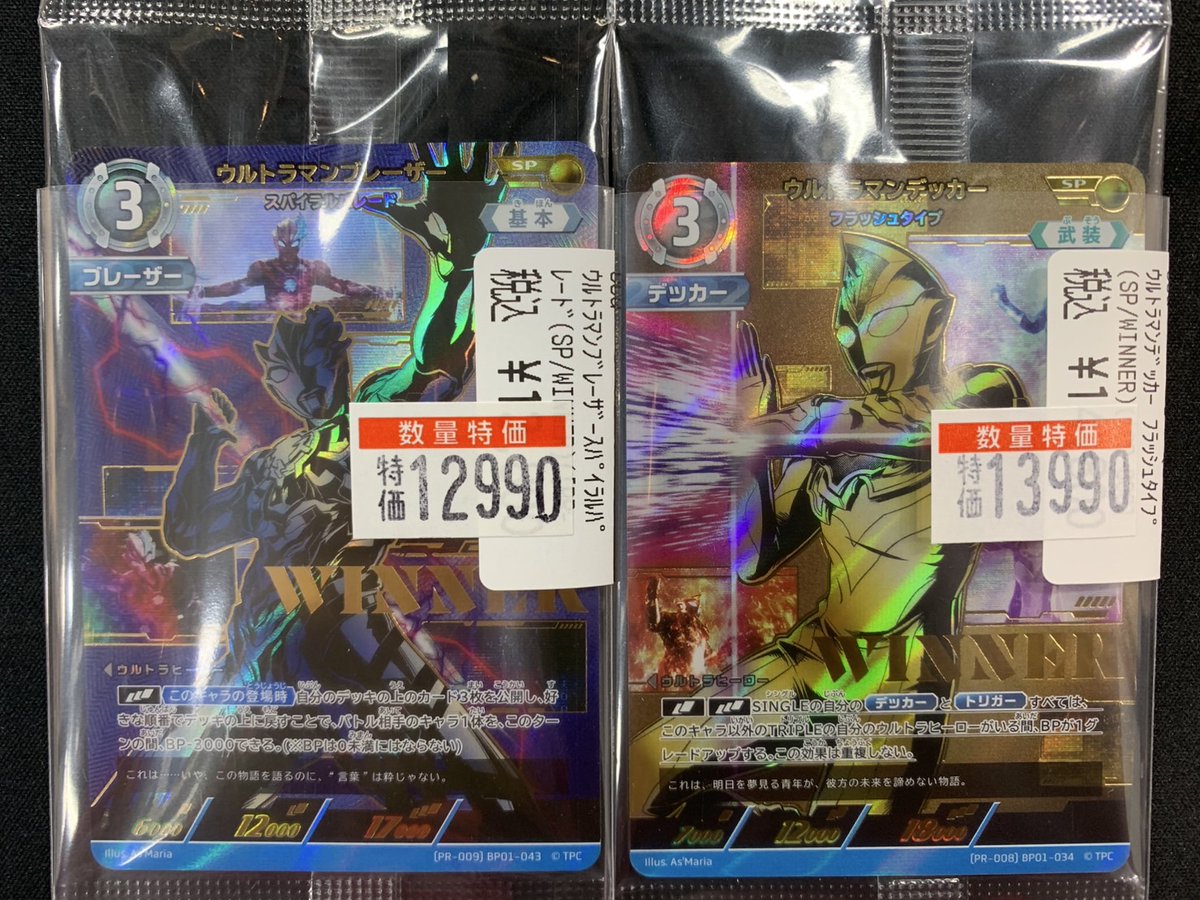 3
ウルトラマンブレーザー
スパイラルバレード
SP
基本
きほん
ブレーザー
ウルトラマンブレーザー スパイラルバ
レード(SP/WINNER)
税込 ¥1
数量特価
特価12990
WINNER
ウルトラヒーロー
このキャラの登場時 自分のデッキの上のカード3枚を公開し、好
きな順番でデッキの上に戻すことで、バトル相手のキャラ1体を、このター
ンの間、BP-3000できる。(※BPは0未満にはならない)
これは……いや、この物語を語るのに、“言葉”は粋じゃない。
6000
12000
17000
Illus. As'Maria
(PR-009) BP01-043 © TPC
3
ウルトラマンデッカー
フラッシュタイプ
SP
武装
ぶそう
デッカー
ウルトラマンデッカー フラッシュタイプ
(SP/WINNER)
税込 ¥1
数量特価
特価13990
WINNER
ウルトラヒーロー
SINGLEの自分の デッカー と トリガー すべては、
このキャラ以外のTRIPLEの自分のウルトラヒーローがいる間、BPが1グ
レードアップする。この効果は重複しない。
これは、明日を夢見る青年が、彼方の未来を諦めない物語。
7000
12000
18000
Illus. As'Maria
(PR-008) BP01-034 © TPC